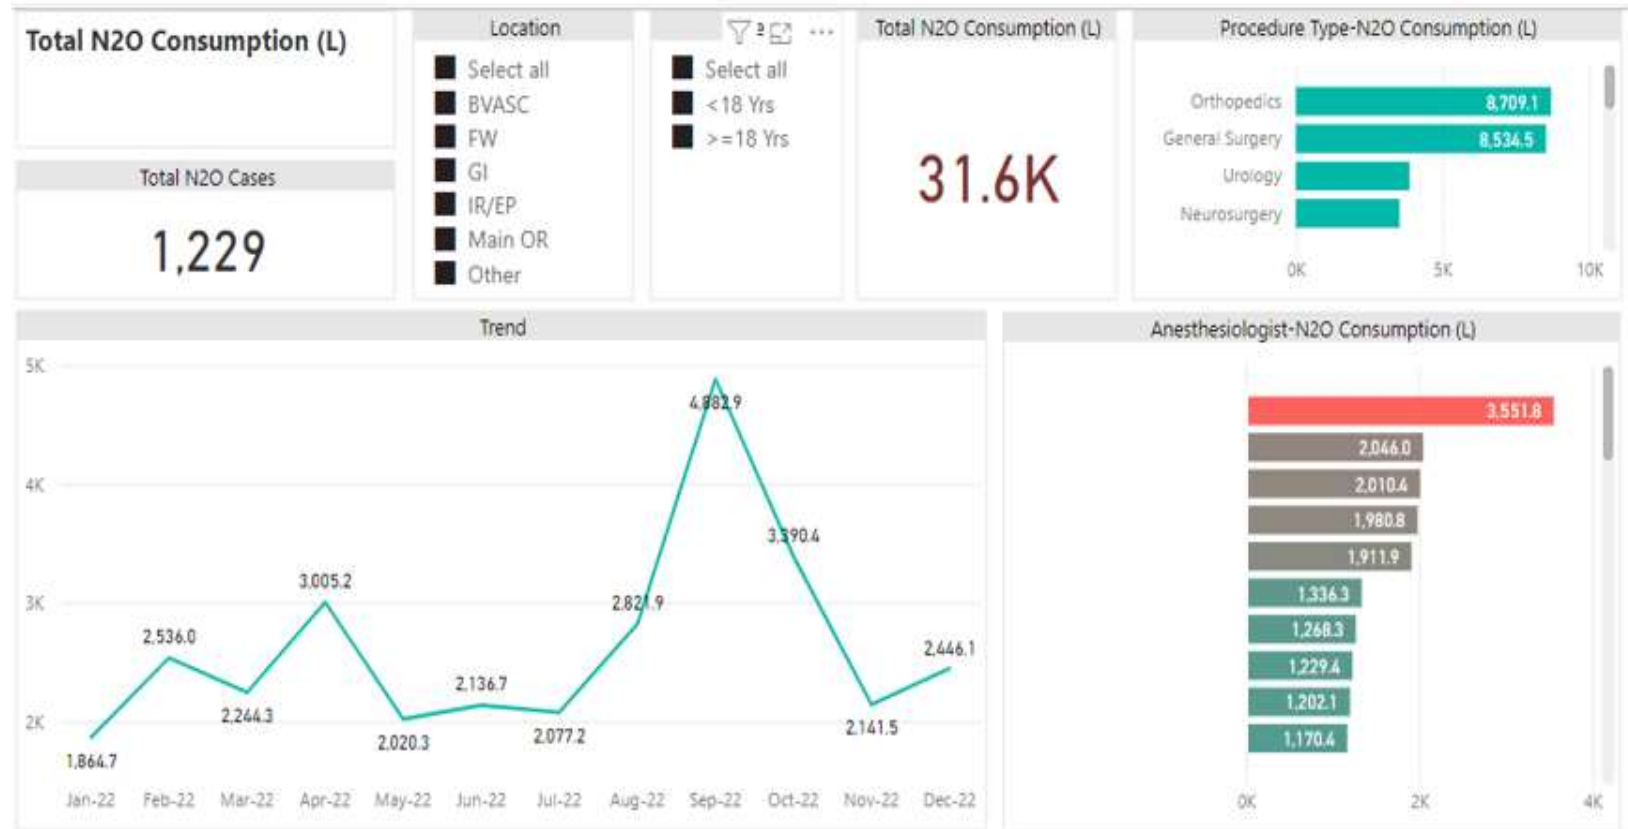 Total N2O Consumption (L)
Total N2O Cases
1,229
Location
Select all
BVASC
FW
GI
IR/EP
Main OR
Other
Select all
<18 Yrs
>=18 Yrs
Total N2O Consumption (L)
31.6K
Procedure Type-N2O Consumption (L)
Orthopedics 8,709.1
General Surgery 8,534.5
Urology
Neurosurgery
0K 5K 10K
Trend
5K
4K
3K
2K
1,864.7
2,536.0
2,244.3
3,005.2
2,020.3
2,136.7
2,077.2
2,821.9
4,882.9
3,390.4
2,141.5
2,446.1
Jan-22 Feb-22 Mar-22 Apr-22 May-22 Jun-22 Jul-22 Aug-22 Sep-22 Oct-22 Nov-22 Dec-22
Anesthesiologist-N2O Consumption (L)
3,551.8
2,046.0
2,010.4
1,980.8
1,911.9
1,336.3
1,268.3
1,229.4
1,202.1
1,170.4
0K 2K 4K